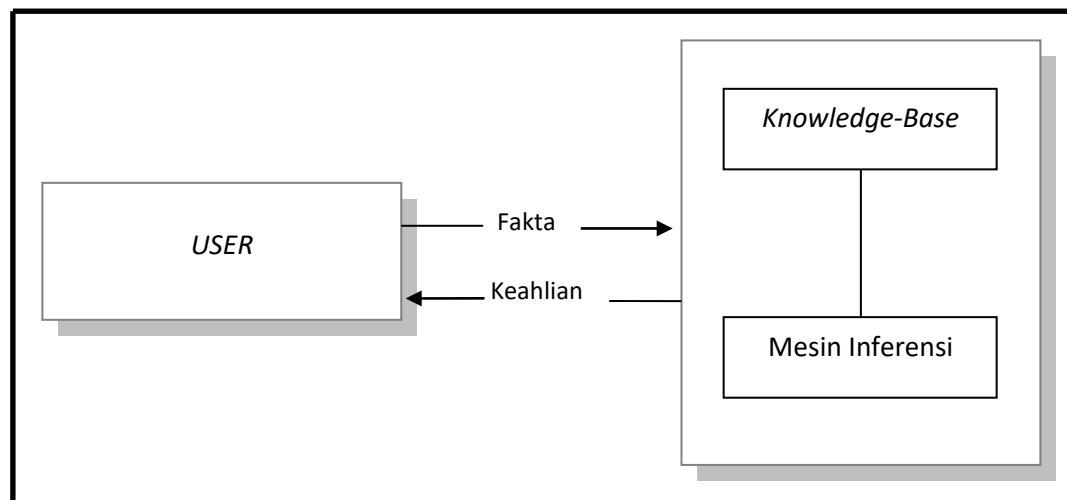 Knowledge-Base
Fakta
USER
Keahlian
Mesin Inferensi